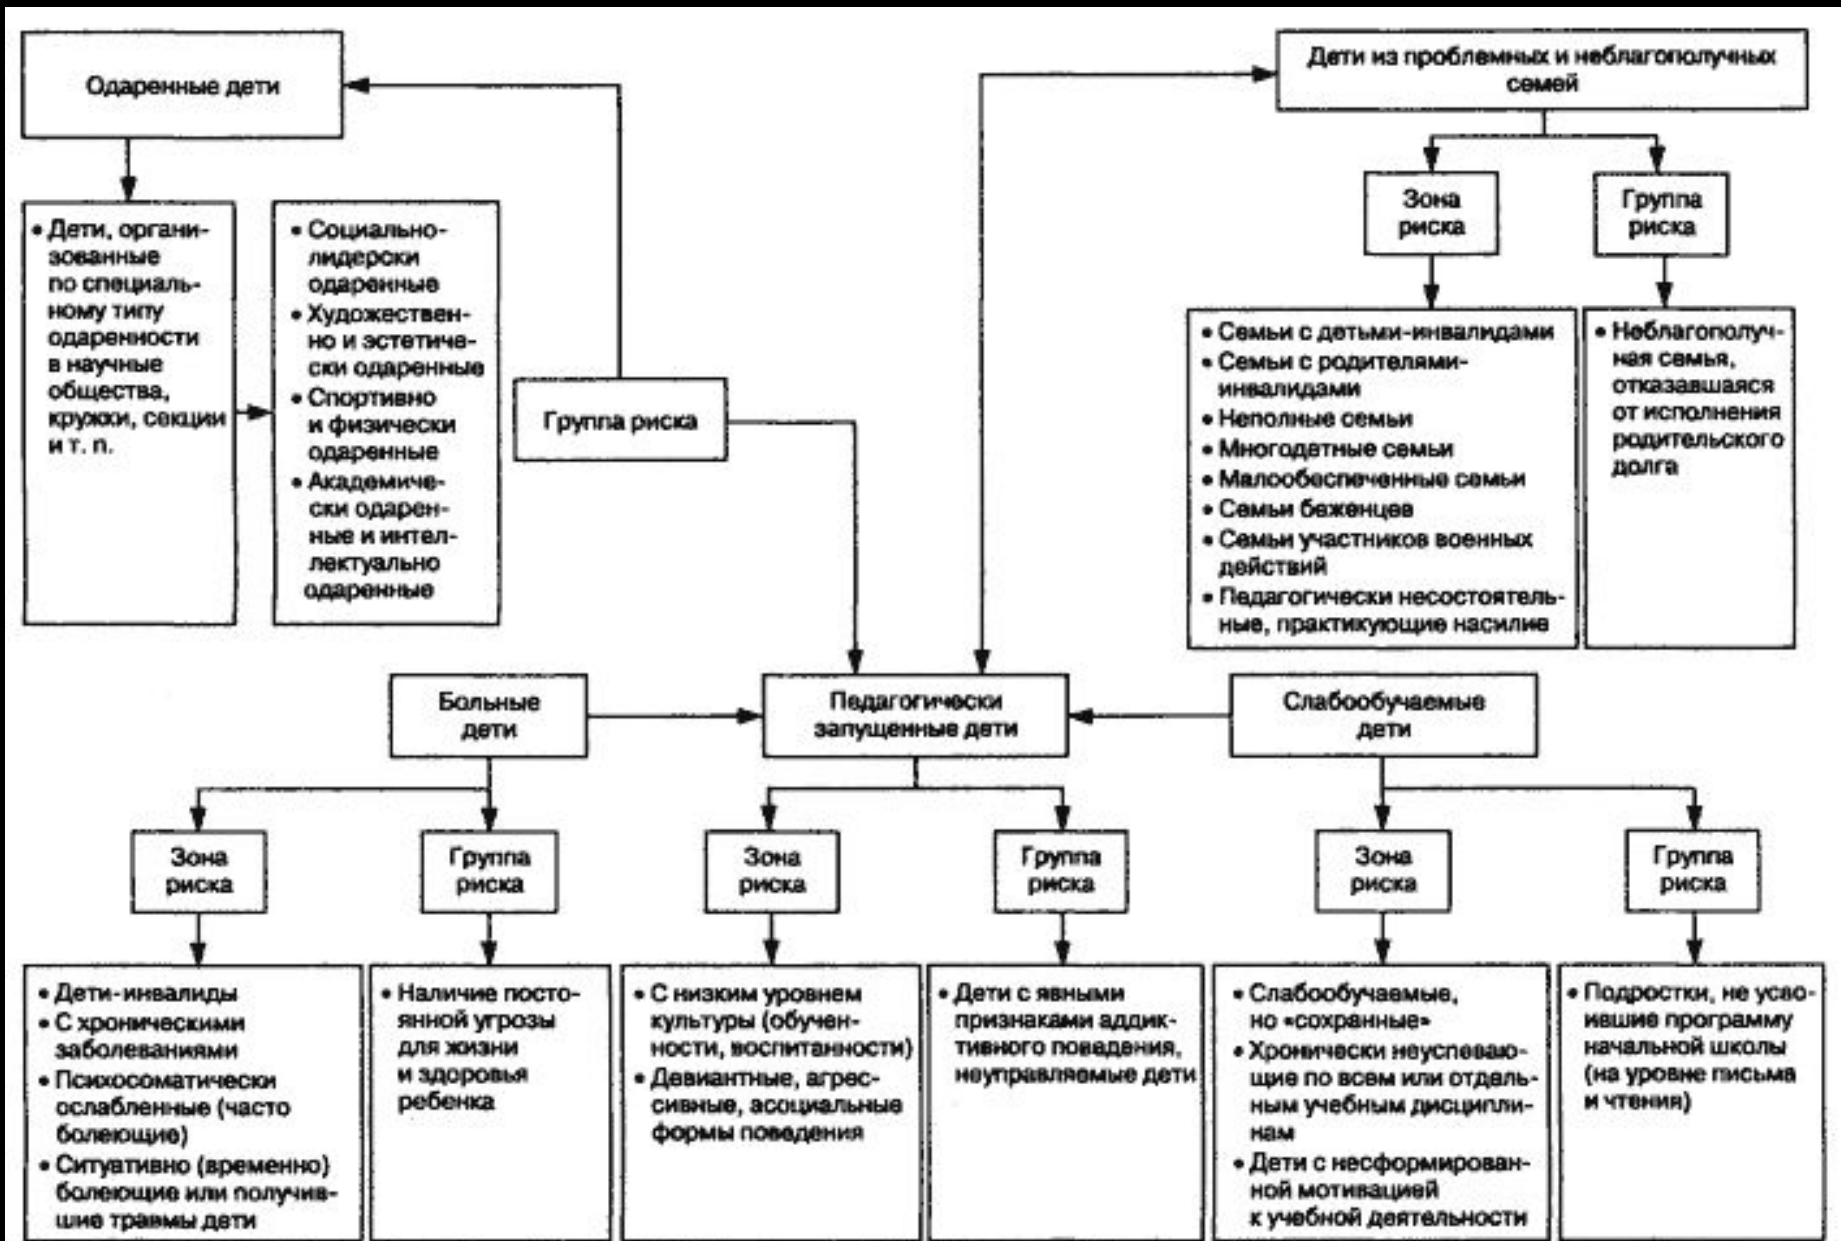 Одаренные дети
Дети из проблемных и неблагополучных
семей
Зона
риска
Группа
риска
• Дети, органи-
зованные
по специаль-
ному типу
одаренности
в научные
общества,
кружки, секции
и т. п.
• Социально-
лидерски
одаренные
• Художествен-
но и эстетиче-
ски одаренные
• Спортивно
и физически
одаренные
• Академиче-
ски одарен-
ные и интел-
лектуально
одаренные
Группа риска
• Семьи с детьми-инвалидами
• Семьи с родителями-
инвалидами
• Неполные семьи
• Многодетные семьи
• Малообеспеченные семьи
• Семьи беженцев
• Семьи участников военных
действий
• Педагогически несостоятель-
ные, практикующие насилие
• Неблагополуч-
ная семья,
отказавшаяся
от исполнения
родительского
долга
Больные
дети
Педагогически
запущенные дети
Слабообучаемые
дети
Зона
риска
Группа
риска
Зона
риска
Группа
риска
Зона
риска
Группа
риска
• Дети-инвалиды
• С хроническими
заболеваниями
• Психосоматически
ослабленные (часто
болеющие)
• Ситуативно (временно)
болеющие или получив-
шие травмы дети
• Наличие посто-
янной угрозы
для жизни
и здоровья
ребенка
• С низким уровнем
культуры (обучен-
ности, воспитанности)
• Девиантные, агрес-
сивные, асоциальные
формы поведения
• Дети с явными
признаками аддик-
тивного поведения,
неуправляемые дети
• Слабообучаемые,
но «сохранные»
• Хронически неуспеваю-
щие по всем или отдель-
ным учебным дисципли-
нам
• Дети с несформирован-
ной мотивацией
к учебной деятельности
• Подростки, не усво-
ившие программу
начальной школы
(на уровне письма
и чтения)